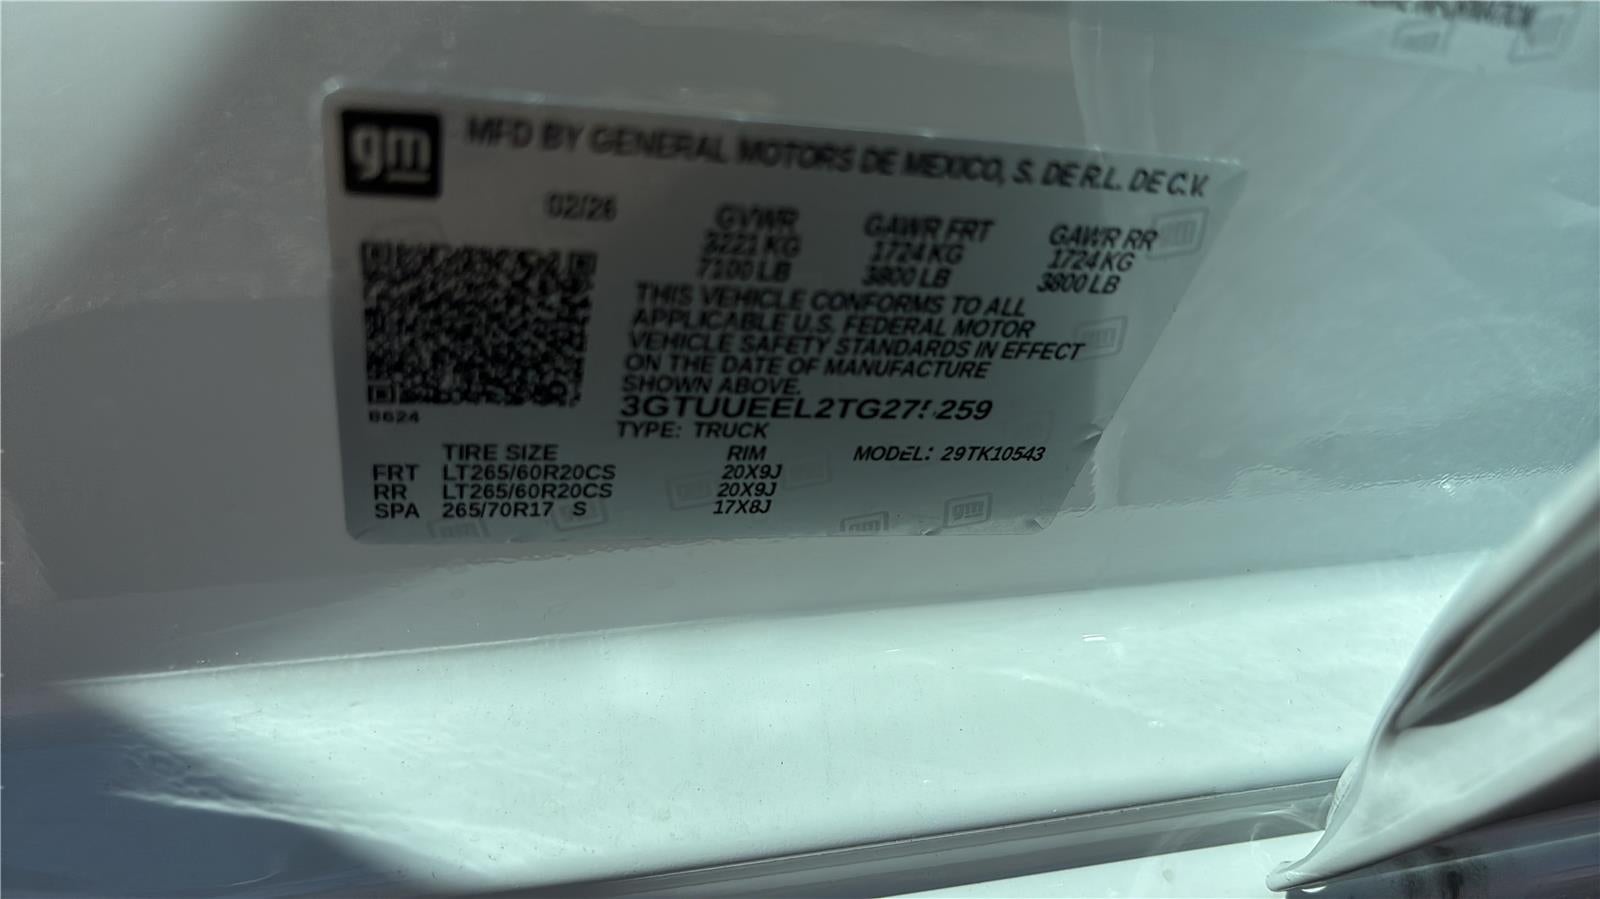 gm
MFD BY GENERAL MOTORS DE MEXICO, S. DE R.L. DE C.V.
02/26
GVWR GAWR FRT GAWR RR
3221 KG 1724 KG 1724 KG
7100 LB 3800 LB 3800 LB
THIS VEHICLE CONFORMS TO ALL
APPLICABLE U.S. FEDERAL MOTOR
VEHICLE SAFETY STANDARDS IN EFFECT
ON THE DATE OF MANUFACTURE
SHOWN ABOVE.
TYPE: TRUCK
TIRE SIZE RIM MODEL: 29TK10543
FRT LT265/60R20CS 20X9J
RR LT265/60R20CS 20X9J
SPA 265/70R17 S 17X8J